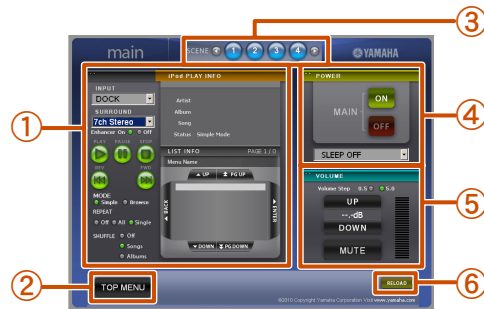 ③
main
SCENE 1 2 3 4
YAMAHA
①
INPUT
DOCK
SURROUND
7ch Stereo
Enhancer On Off
PLAY PAUSE STOP
REV FWD
MODE
Simple Browse
REPEAT
Off All Single
SHUFFLE Off
Songs
Albums
iPod PLAY INFO
Artist
Album
Song
Status Simple Mode
LIST INFO PAGE 1 / 0
Menu Name
UP PG UP
BACK
ENTER
DOWN PG DOWN
POWER
MAIN
ON
OFF
SLEEP OFF
④
VOLUME
Volume Step 0.5 5.0
UP
--.-dB
DOWN
MUTE
⑤
②
TOP MENU
RELOAD
⑥
©2010 Copyright Yamaha Corporation Visit www.yamaha.com